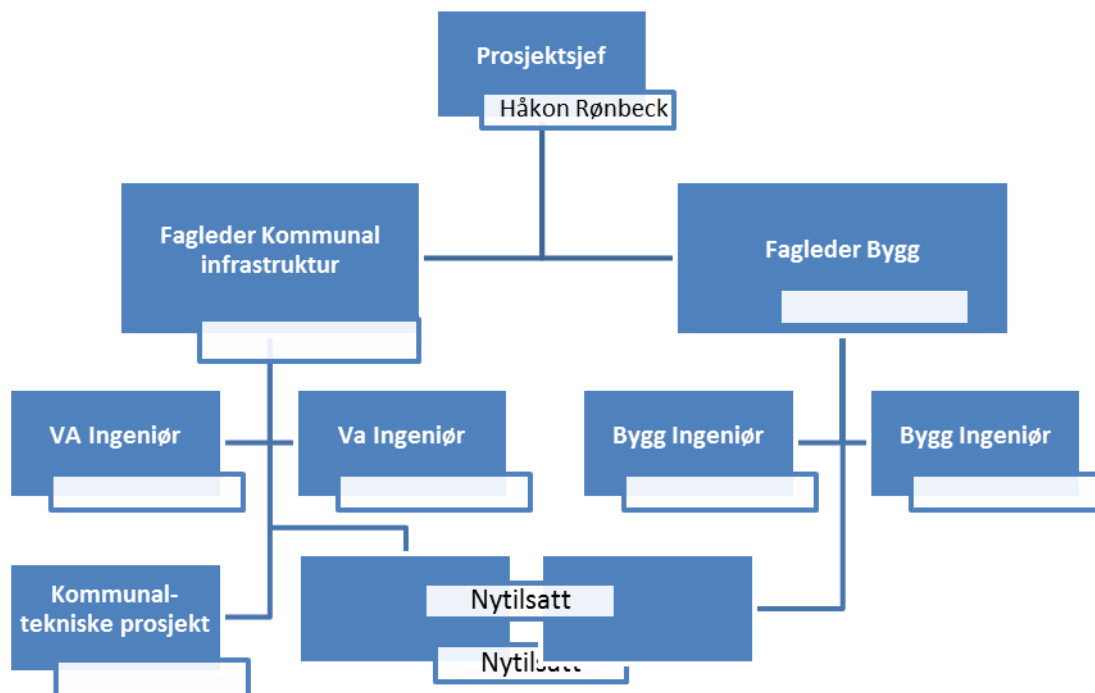 Prosjektsjef
Håkon Rønbeck
Fagleder Kommunal
infrastruktur
Fagleder Bygg
VA Ingeniør
Va Ingeniør
Bygg Ingeniør
Bygg Ingeniør
Kommunal-
tekniske prosjekt
Nytilsatt
Nytilsatt